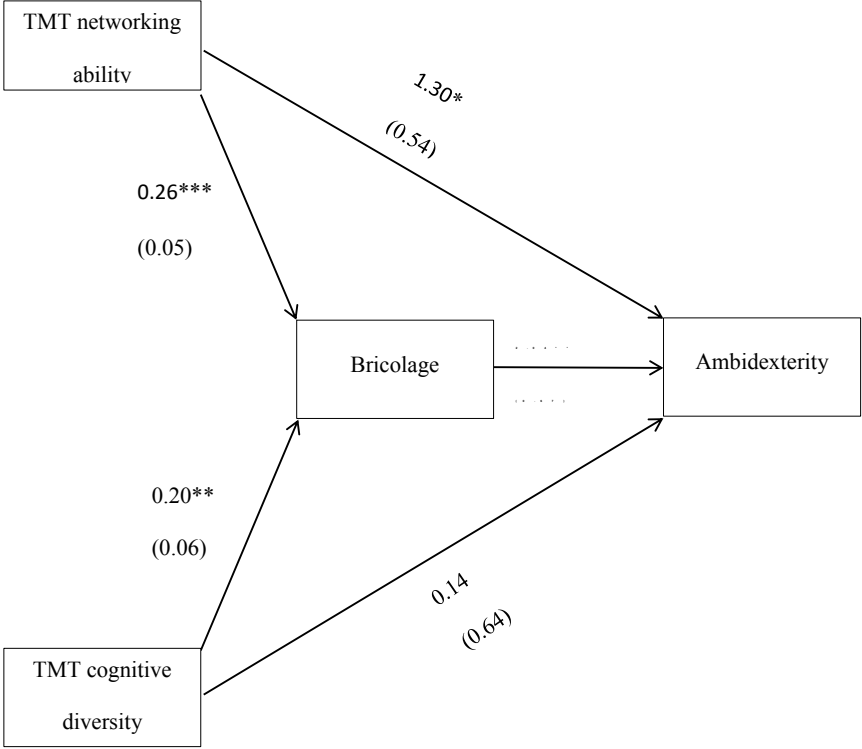 TMT networking
ability
1.30*
(0.54)
0.26***
(0.05)
Bricolage
Ambidexterity
0.20**
(0.06)
0.14
(0.64)
TMT cognitive
diversity